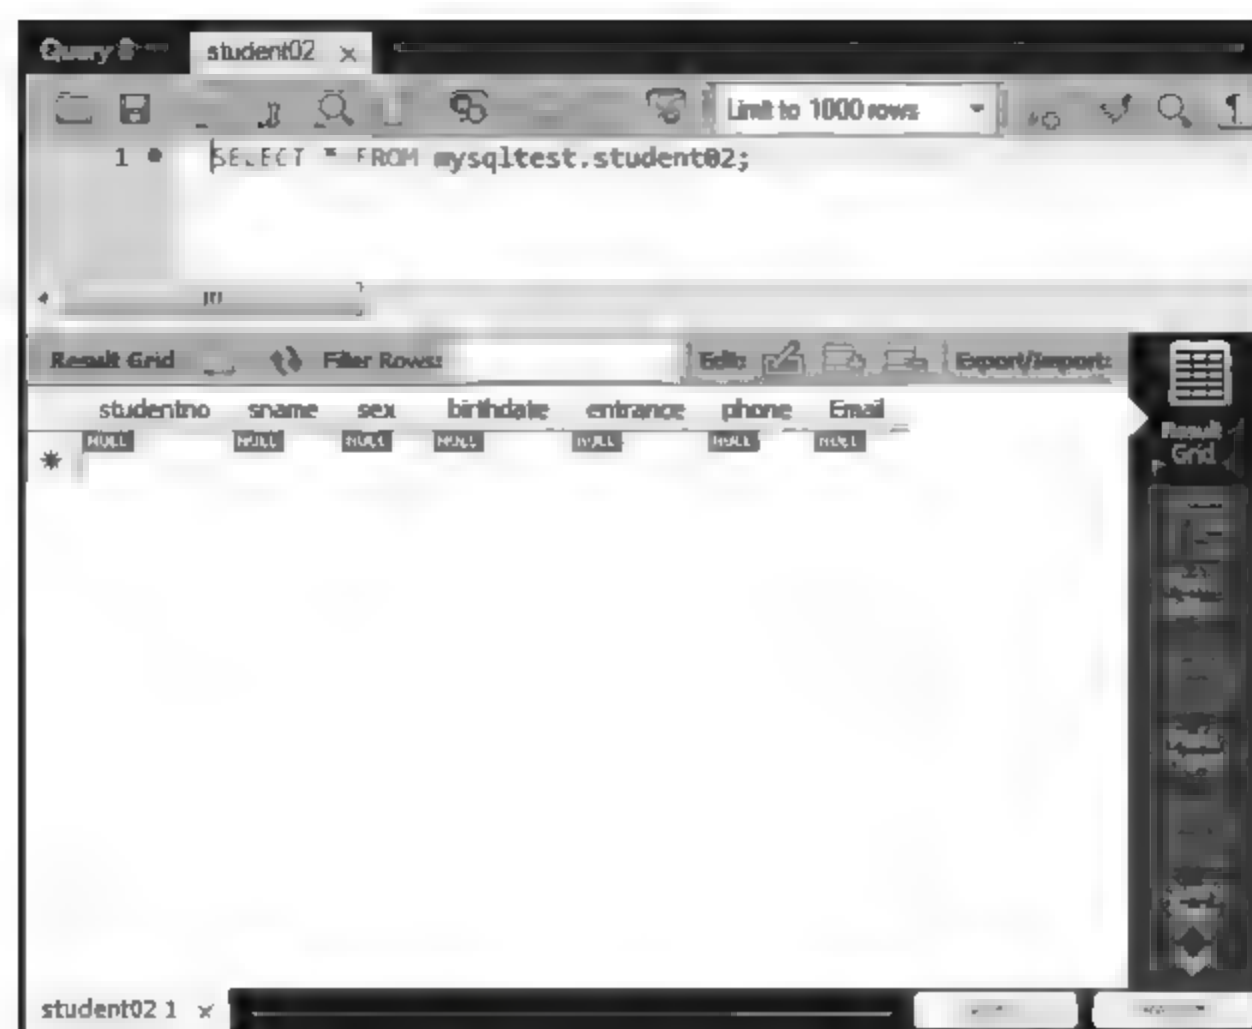 Query
student02 ×
Limit to 1000 rows
1 SELECT * FROM mysqltest.student02;
Result Grid Filter Rows: Edit: Export/Import:
studentno sname sex birthdate entrance phone Email
NULL NULL NULL NULL NULL NULL NULL
Result
Grid
student02 1 ×